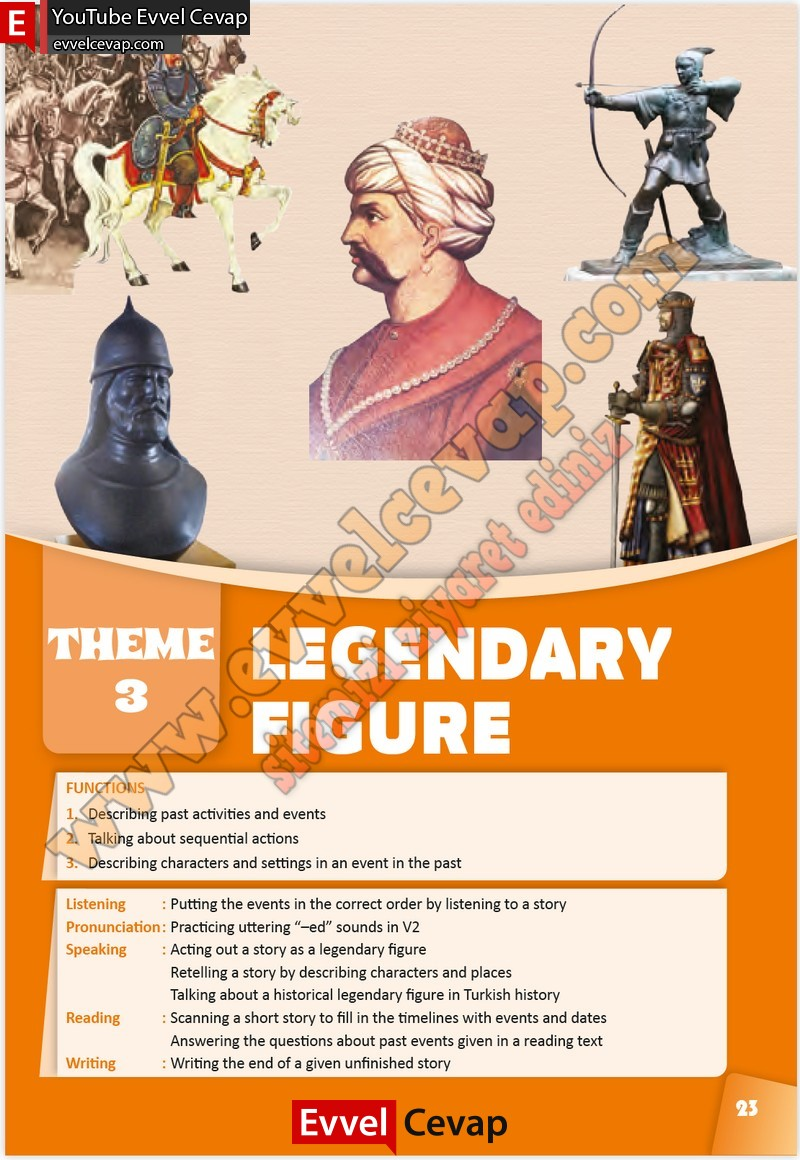 E YouTube Evvel Cevap
evvelcevap.com
www.evvelcevap.com
sitemizi ziyaret ediniz
THEME
3
LEGENDARY
FIGURE
FUNCTIONS
1. Describing past activities and events
2. Talking about sequential actions
3. Describing characters and settings in an event in the past
Listening : Putting the events in the correct order by listening to a story
Pronunciation : Practicing uttering “–ed” sounds in V2
Speaking : Acting out a story as a legendary figure
Retelling a story by describing characters and places
Talking about a historical legendary figure in Turkish history
Reading : Scanning a short story to fill in the timelines with events and dates
Answering the questions about past events given in a reading text
Writing : Writing the end of a given unfinished story
23
Evvel Cevap